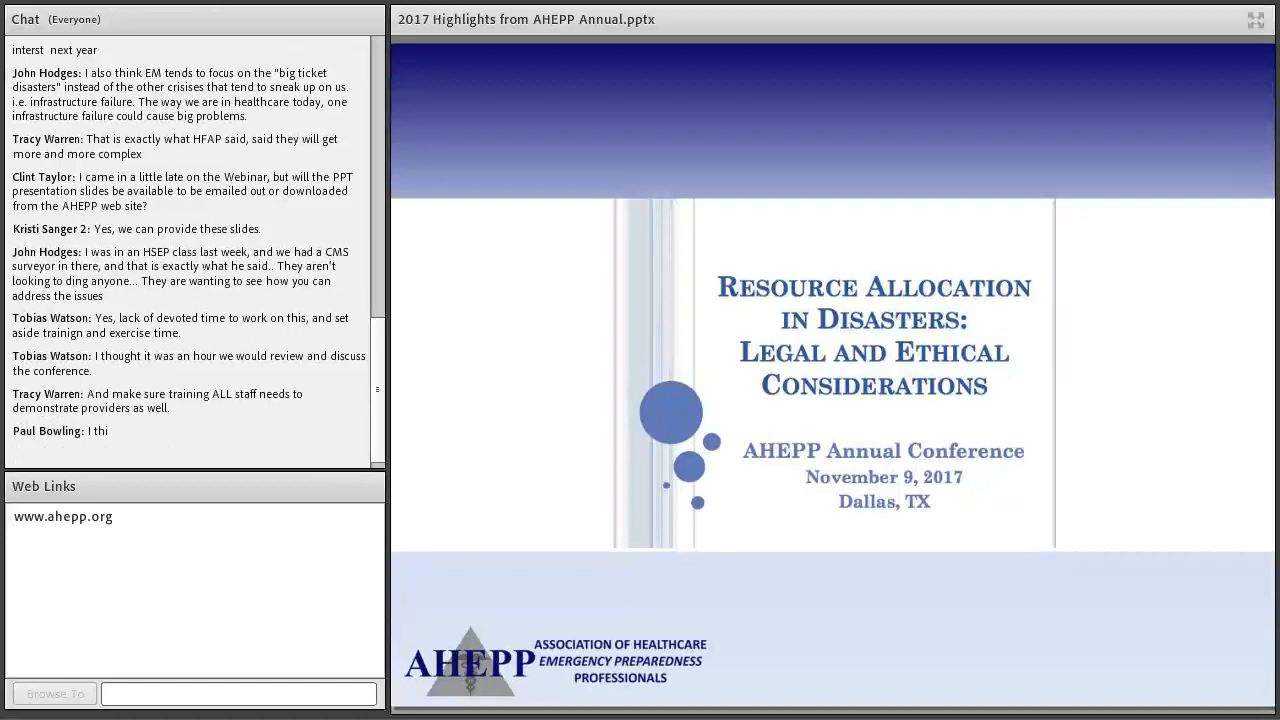 Chat (Everyone)
interst next year
John Hodges: I also think EM tends to focus on the "big ticket
disasters" instead of the other crisises that tend to sneak up on us.
i.e. infrastructure failure. The way we are in healthcare today, one
infrastructure failure could cause big problems.
Tracy Warren: That is exactly what HFAP said, said they will get
more and more complex
Clint Taylor: I came in a little late on the Webinar, but will the PPT
presentation slides be available to be emailed out or downloaded
from the AHEPP web site?
Kristi Sanger 2: Yes, we can provide these slides.
John Hodges: I was in an HSEP class last week, and we had a CMS
surveyor in there, and that is exactly what he said.. They aren't
looking to ding anyone... They are wanting to see how you can
address the issues
Tobias Watson: Yes, lack of devoted time to work on this, and set
aside trainign and exercise time.
Tobias Watson: I thought it was an hour we would review and discuss
the conference.
Tracy Warren: And make sure training ALL staff needs to
demonstrate providers as well.
Paul Bowling: I thi
Web Links
www.ahepp.org
Browse To
2017 Highlights from AHEPP Annual.pptx
RESOURCE ALLOCATION
IN DISASTERS:
LEGAL AND ETHICAL
CONSIDERATIONS
AHEPP Annual Conference
November 9, 2017
Dallas, TX
AHEPP
ASSOCIATION OF HEALTHCARE
EMERGENCY PREPAREDNESS
PROFESSIONALS